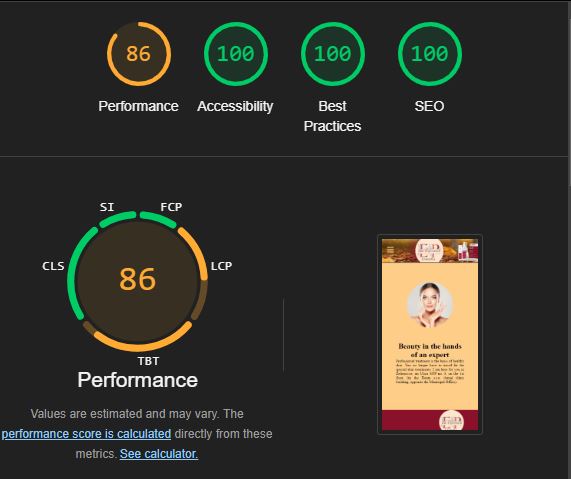 86
100
100
100
Performance
Accessibility
Best
Practices
SEO
SI
FCP
CLS
LCP
86
TBT
Performance
Values are estimated and may vary. The
performance score is calculated directly from these
metrics. See calculator.
Beauty in the hands
of an expert